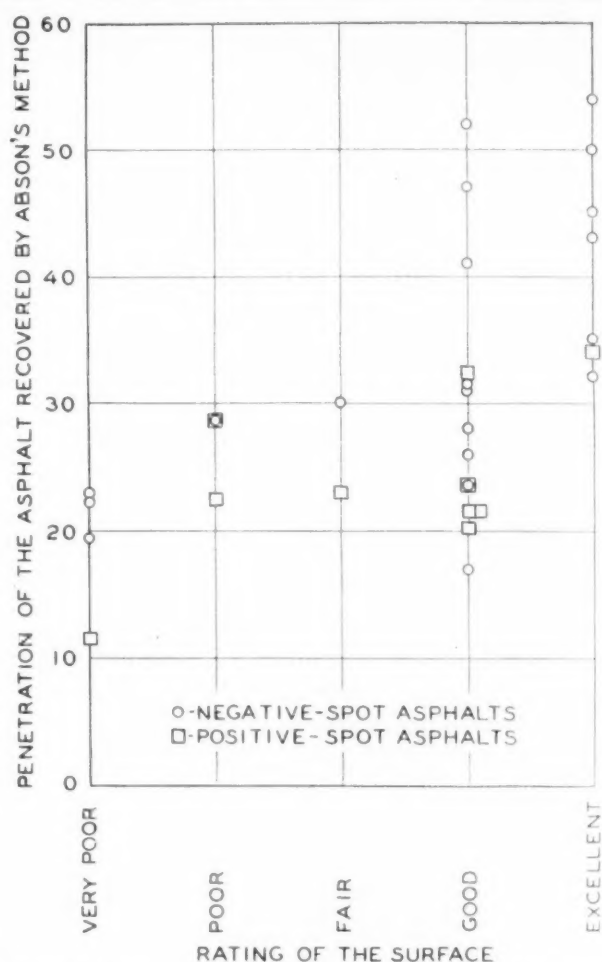 PENETRATION OF THE ASPHALT RECOVERED BY ABSON'S METHOD
60
50
40
30
20
10
0
O-NEGATIVE-SPOT ASPHALTS
□-POSITIVE-SPOT ASPHALTS
VERY POOR
POOR
FAIR
GOOD
EXCELLENT
RATING OF THE SURFACE